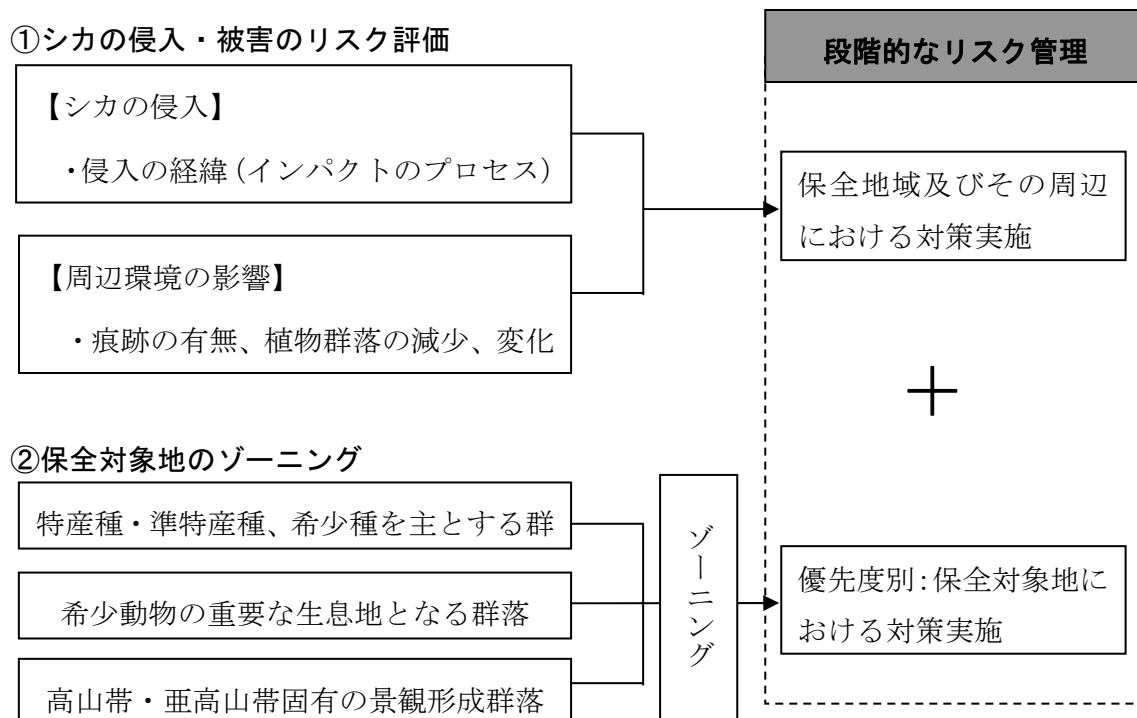 ①シカの侵入・被害のリスク評価
【シカの侵入】
・侵入の経緯(インパクトのプロセス)
【周辺環境の影響】
・痕跡の有無、植物群落の減少、変化
②保全対象地のゾーニング
特産種・準特産種、希少種を主とする群
希少動物の重要な生息地となる群落
高山帯・亜高山帯固有の景観形成群落
ゾーニング
段階的なリスク管理
保全地域及びその周辺
における対策実施
＋
優先度別:保全対象地に
おける対策実施